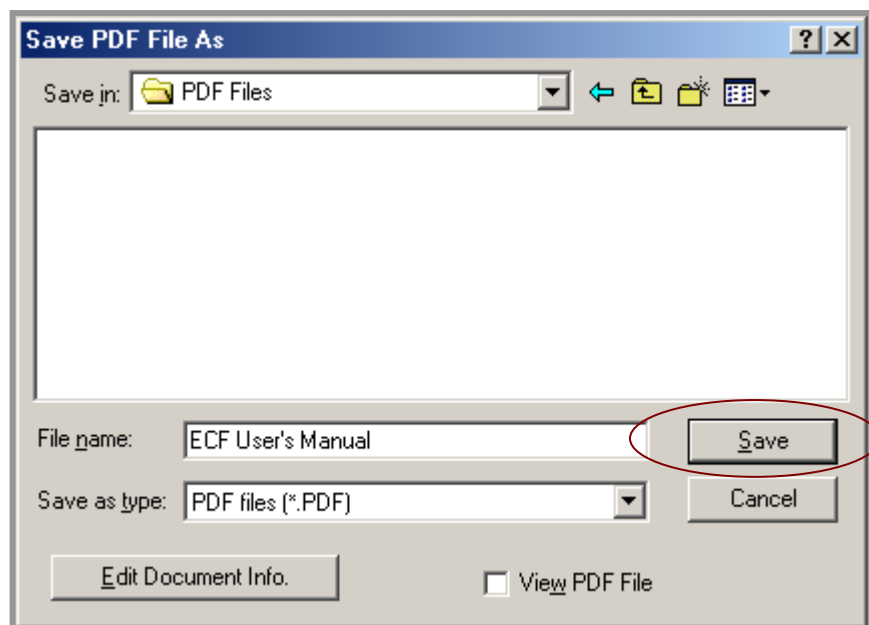 Save PDF File As
Save in: PDF Files
File name: ECF User's Manual Save
Save as type: PDF files (*.PDF) Cancel
Edit Document Info. View PDF File